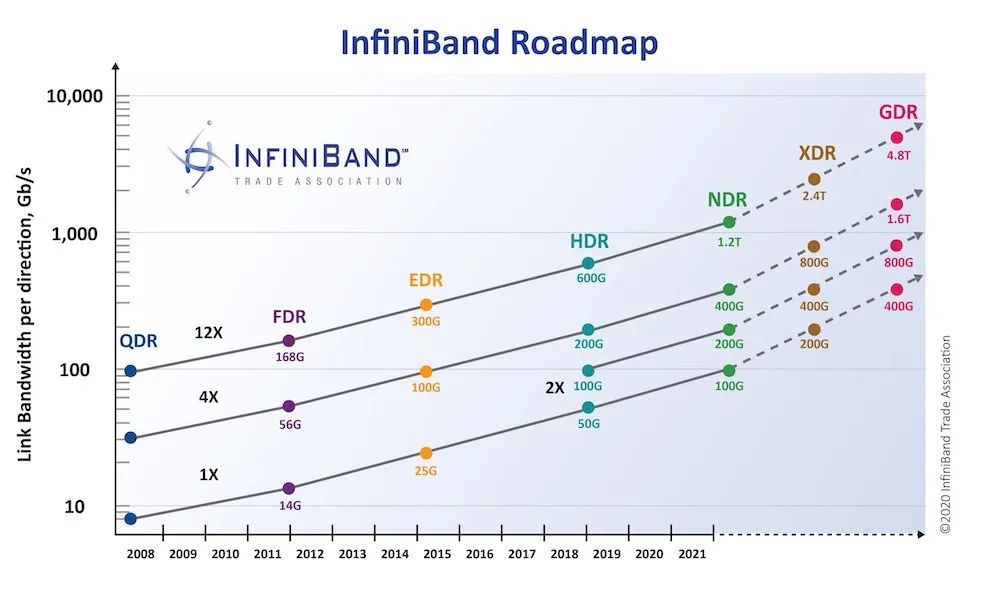 InfiniBand Roadmap
Link Bandwidth per direction, Gb/s
10,000
1,000
100
10
INFINIBAND℠
TRADE ASSOCIATION
QDR
FDR
EDR
HDR
NDR
XDR
GDR
12X
168G
300G
600G
1.2T
2.4T
4.8T
4X
56G
100G
200G
400G
800G
1.6T
2X
100G
200G
400G
800G
1X
14G
25G
50G
100G
200G
400G
2008 2009 2010 2011 2012 2013 2014 2015 2016 2017 2018 2019 2020 2021
©2020 InfiniBand Trade Association